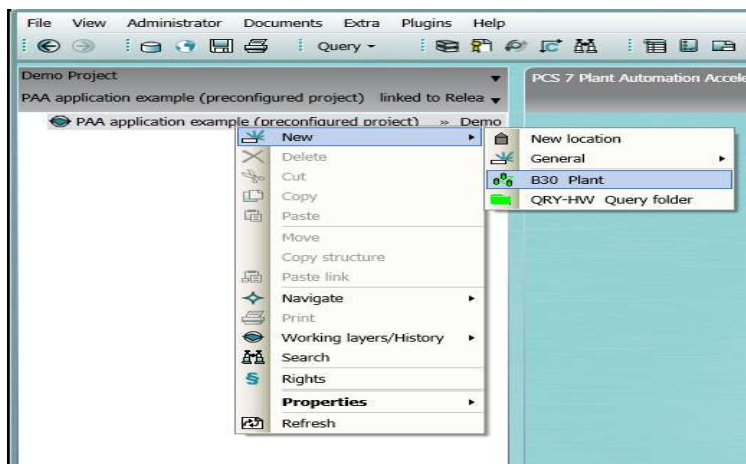 File View Administrator Documents Extra Plugins Help
Query
Demo Project
PCS 7 Plant Automation Accele
PAA application example (preconfigured project) linked to Relea
PAA application example (preconfigured project) » Demo
New
New location
Delete
General
Cut
B30 Plant
Copy
QRY-HW Query folder
Paste
Move
Copy structure
Paste link
Navigate
Print
Working layers/History
Search
Rights
Properties
Refresh